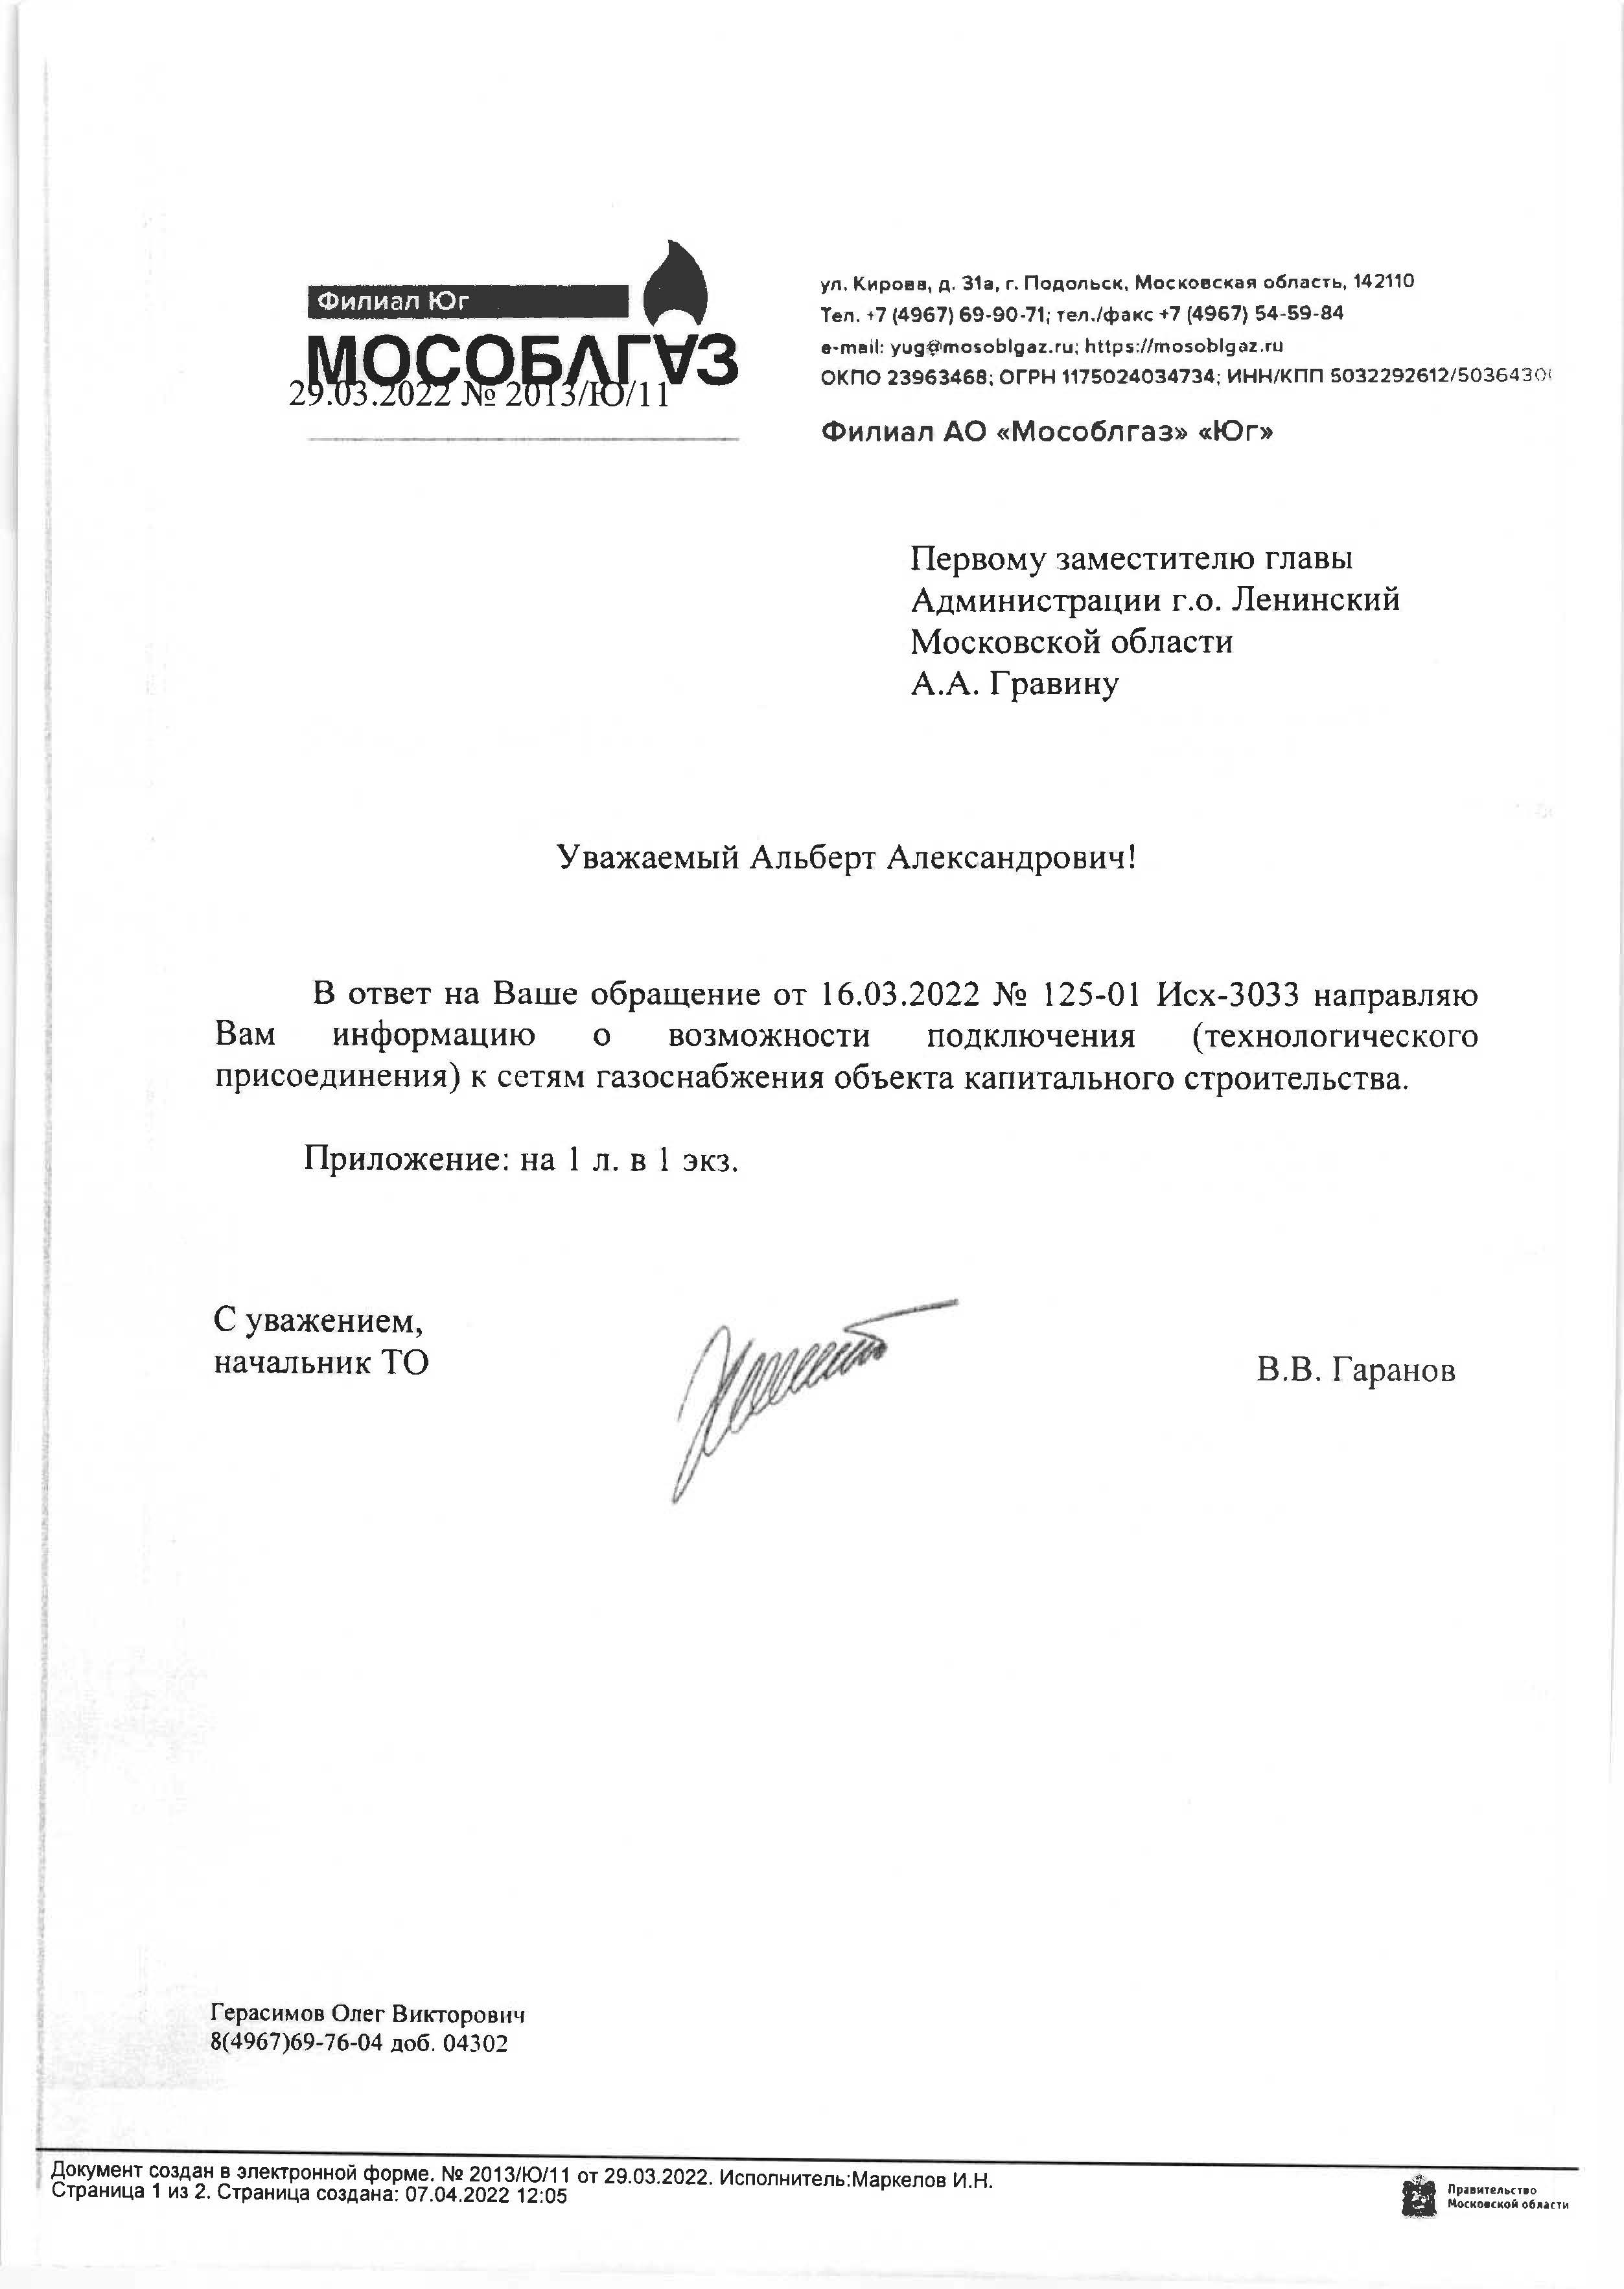 Филиал Юг
МОСОБЛГАЗ
29.03.2022 № 2013/Ю/11
ул. Кирова, д. 31а, г. Подольск, Московская область, 142110
Тел. +7 (4967) 69-90-71; тел./факс +7 (4967) 54-59-84
e-mail: yug@mosoblgaz.ru; https://mosoblgaz.ru
ОКПО 23963468; ОГРН 1175024034734; ИНН/КПП 5032292612/5036430
Филиал АО «Мособлгаз» «Юг»
Первому заместителю главы
Администрации г.о. Ленинский
Московской области
А.А. Гравину
Уважаемый Альберт Александрович!
В ответ на Ваше обращение от 16.03.2022 № 125-01 Исх-3033 направляю
Вам информацию о возможности подключения (технологического
присоединения) к сетям газоснабжения объекта капитального строительства.
Приложение: на 1 л. в 1 экз.
С уважением,
начальник ТО
В.В. Гаранов
Герасимов Олег Викторович
8(4967)69-76-04 доб. 04302
Документ создан в электронной форме. № 2013/Ю/11 от 29.03.2022. Исполнитель:Маркелов И.Н.
Страница 1 из 2. Страница создана: 07.04.2022 12:05
Правительство
Московской области